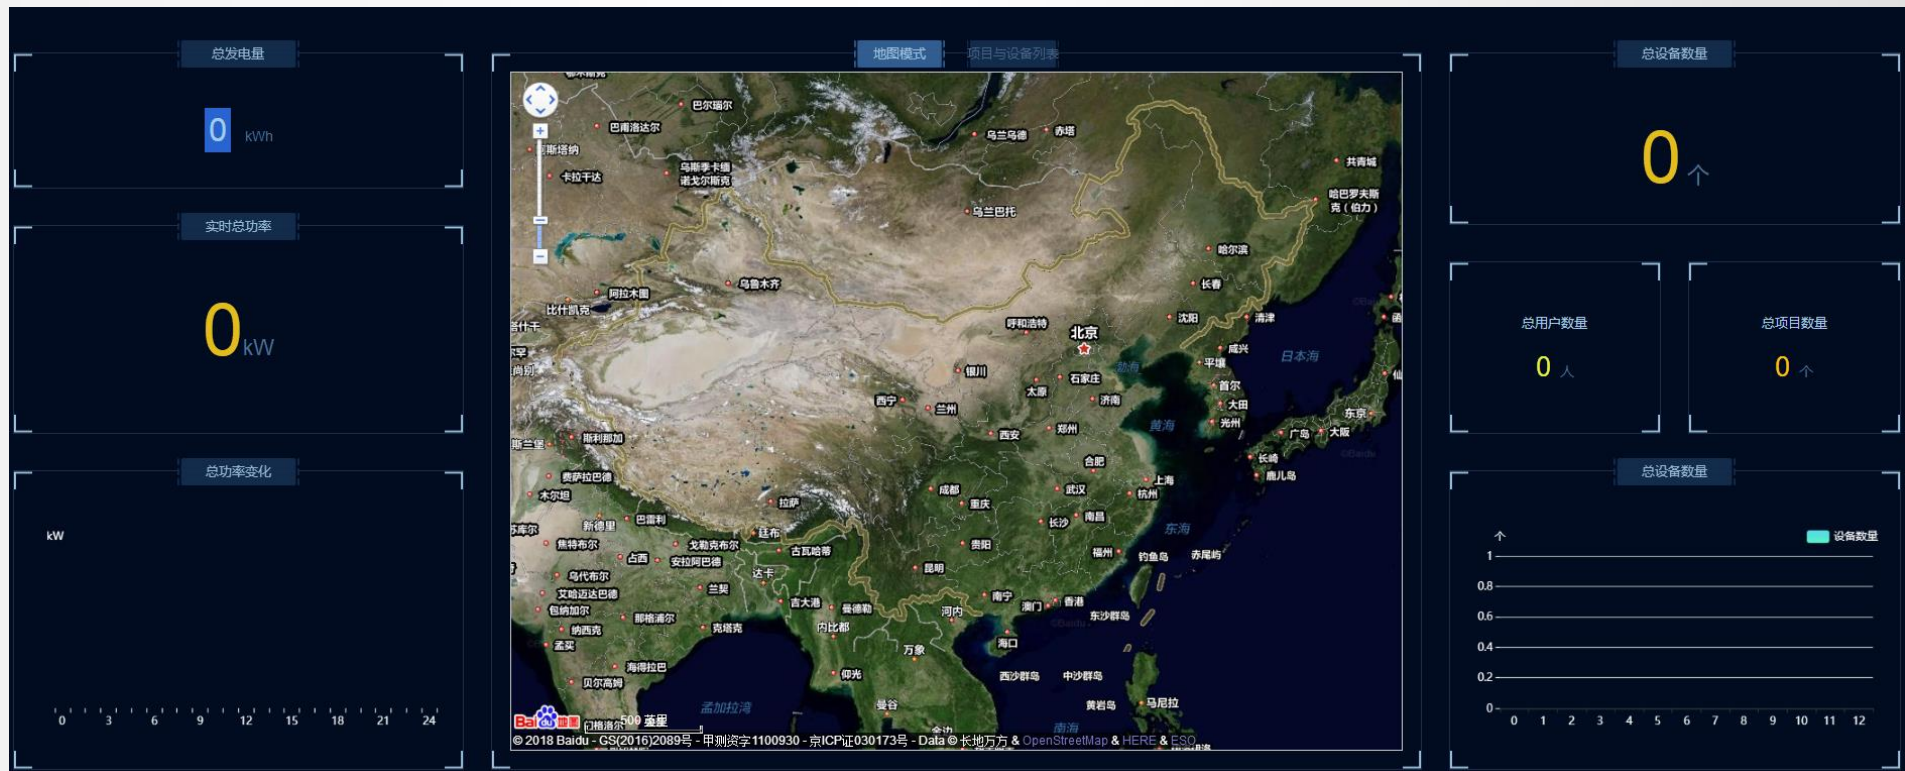 总发电量
0 kWh
实时总功率
0 kW
总功率变化
kW
0 3 6 9 12 15 18 21 24
地图模式
项目与设备列表
巴尔瑙尔
巴甫洛达尔
乌兰乌德
赤塔
卡拉干达
乌斯季卡缅
诺戈尔斯克
共青城
哈巴罗夫斯
克（伯力）
乌兰巴托
哈尔滨
乌鲁木齐
长春
阿拉木图
比什凯克
呼和浩特
沈阳
清津
北京
咸兴
日本海
平壤
渤海
银川
石家庄
首尔
太原
西宁
兰州
济南
大田
东京
光州
黄海
郑州
西安
广岛
大阪
斯利那加
斯兰堡
长崎
合肥
鹿儿岛
费萨拉巴德
木尔坦
成都
武汉
上海
杭州
拉萨
重庆
新德里
巴雷利
长沙
南昌
东海
廷布
焦特布尔
戈勒克布尔
古瓦哈蒂
贵阳
福州
钓鱼岛
赤尾屿
占西
安拉阿巴德
昆明
乌代布尔
达卡
艾哈迈达巴德
兰契
吉大港
曼德勒
河内
南宁
澳门
香港
包纳加尔
那格浦尔
东沙群岛
纳西克
克塔克
内比都
孟买
海口
万象
海得拉巴
仰光
西沙群岛
中沙群岛
贝尔高姆
曼谷
黄岩岛
马尼拉
孟加拉湾
南海
500 英里
Baidu地图
© 2018 Baidu - GS(2016)2089号 - 甲测资字1100930 - 京ICP证030173号 - Data © 长地万方 & OpenStreetMap & HERE & ESO
总设备数量
0 个
总用户数量
0 人
总项目数量
0 个
总设备数量
个
设备数量
1
0.8
0.6
0.4
0.2
0
0 1 2 3 4 5 6 7 8 9 10 11 12